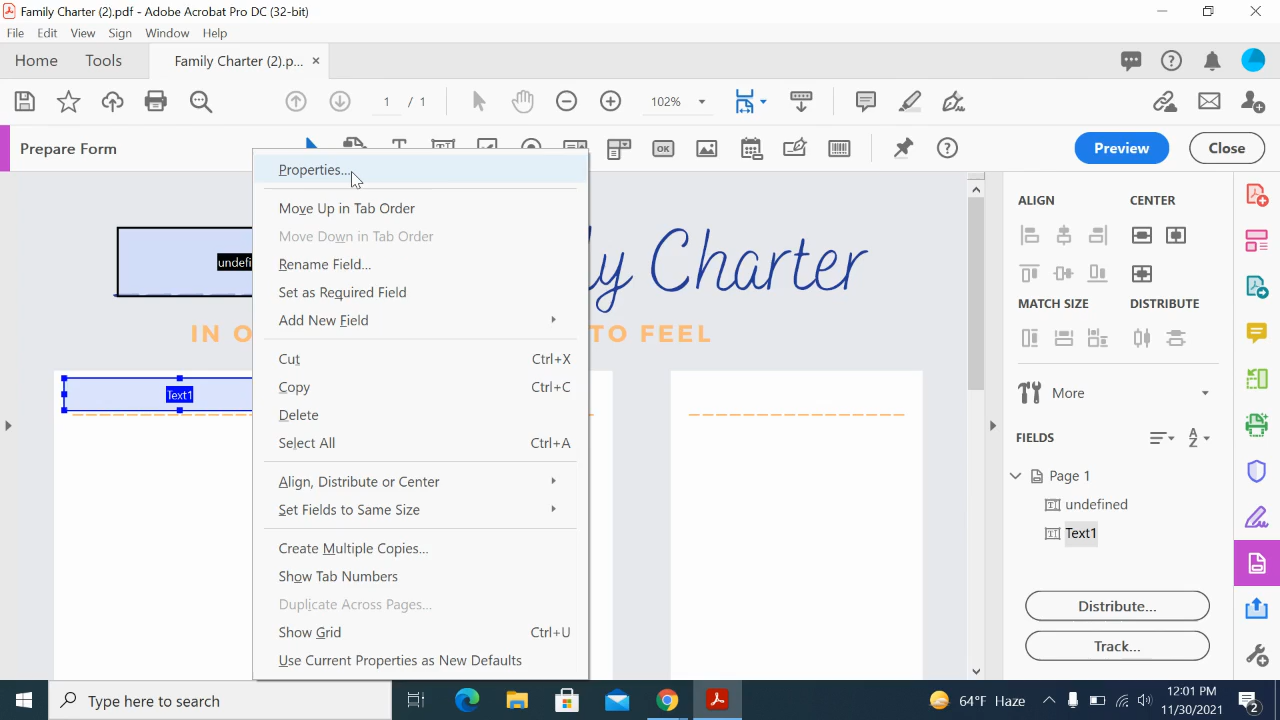 Family Charter (2).pdf - Adobe Acrobat Pro DC (32-bit)
File Edit View Sign Window Help
Home Tools Family Charter (2).p... ×
1 / 1 102%
Prepare Form OK Preview Close
Properties...
Move Up in Tab Order
Move Down in Tab Order
Rename Field...
Set as Required Field
Add New Field
Cut Ctrl+X
Copy Ctrl+C
Delete
Select All Ctrl+A
Align, Distribute or Center
Set Fields to Same Size
Create Multiple Copies...
Show Tab Numbers
Duplicate Across Pages...
Show Grid Ctrl+U
Use Current Properties as New Defaults
undefi
ly Charter
IN O
TO FEEL
Text1
ALIGN CENTER
MATCH SIZE DISTRIBUTE
More
FIELDS
Page 1
undefined
Text1
Distribute...
Track...
Type here to search
64°F Haze
12:01 PM
11/30/2021
2